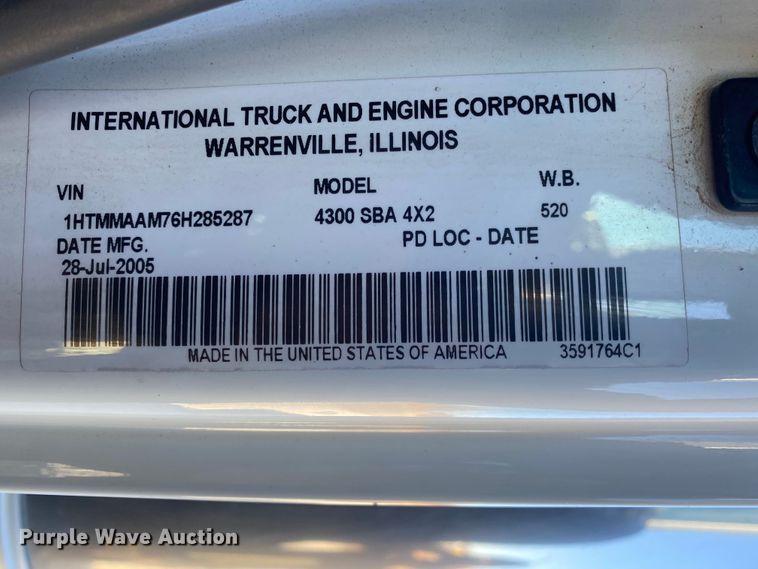 INTERNATIONAL TRUCK AND ENGINE CORPORATION
WARRENVILLE, ILLINOIS
VIN MODEL W.B.
1HTMMAAM76H285287 4300 SBA 4X2 520
DATE MFG. PD LOC - DATE
28-Jul-2005
MADE IN THE UNITED STATES OF AMERICA 3591764C1
Purple Wave Auction